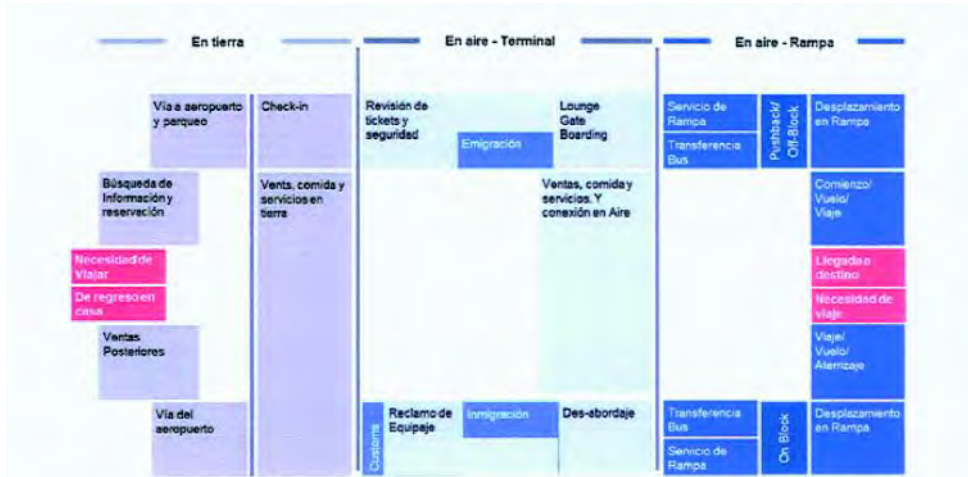 En tierra
En aire - Terminal
En aire - Rampa
Vía a aeropuerto
y parqueo
Check-in
Revisión de
tickets y
seguridad
Emigración
Lounge
Gate
Boarding
Servicio de
Rampa
Transferencia
Bus
Pushback/
Off-Block
Desplazamiento
en Rampa
Búsqueda de
Información y
reservación
Vents, comida y
servicios en
tierra
Ventas, comida y
servicios. Y
conexión en Aire
Comienzo/
Vuelo/
Viaje
Necesidad de
Viajar
De regreso en
casa
Llegada a
destino
Necesidad de
viaje
Ventas
Posteriores
Viaje/
Vuelo/
Aterrizaje
Vía del
aeropuerto
Customs
Reclamo de
Equipaje
Inmigración
Des-abordaje
Transferencia
Bus
Servicio de
Rampa
On Block
Desplazamiento
en Rampa